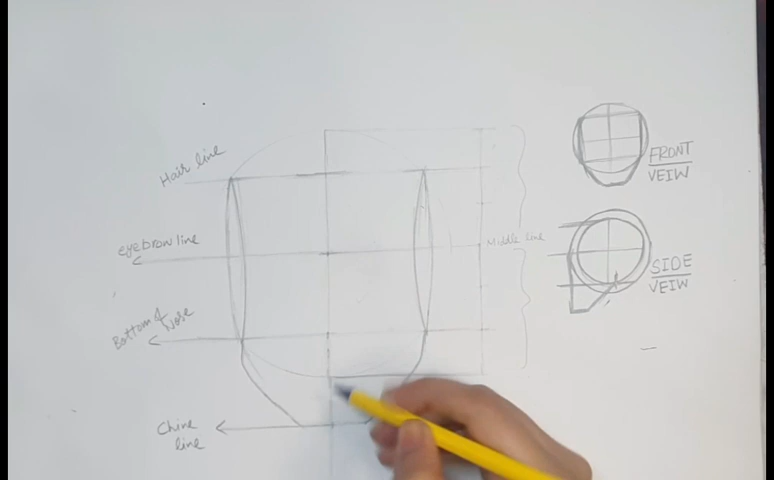 Hair line
eyebrow line
Middle line
Bottom of
Nose
Chine
line
FRONT
VEIW
SIDE
VEIW